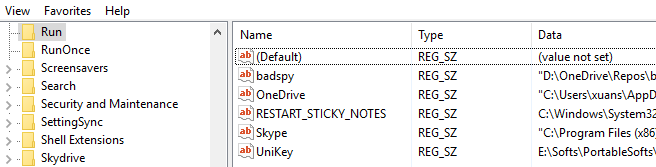 View Favorites Help
Run
RunOnce
Screensavers
Search
Security and Maintenance
SettingSync
Shell Extensions
Skydrive
Name Type Data
(Default) REG_SZ (value not set)
badspy REG_SZ "D:\OneDrive\Repos\b
OneDrive REG_SZ "C:\Users\xuans\AppD
RESTART_STICKY_NOTES REG_SZ C:\Windows\System32
Skype REG_SZ "C:\Program Files (x86)
UniKey REG_SZ E:\Softs\PortableSofts\